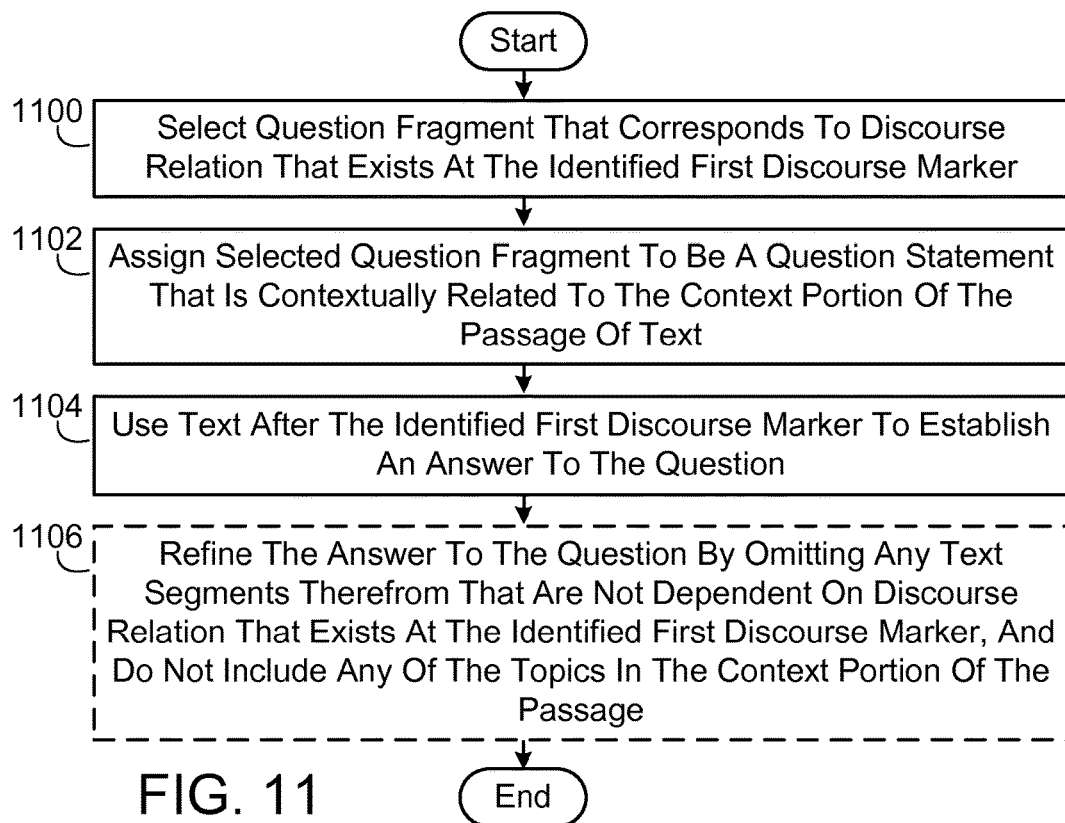 Start
1100
Select Question Fragment That Corresponds To Discourse
Relation That Exists At The Identified First Discourse Marker
1102
Assign Selected Question Fragment To Be A Question Statement
That Is Contextually Related To The Context Portion Of The
Passage Of Text
1104
Use Text After The Identified First Discourse Marker To Establish
An Answer To The Question
1106
Refine The Answer To The Question By Omitting Any Text
Segments Therefrom That Are Not Dependent On Discourse
Relation That Exists At The Identified First Discourse Marker, And
Do Not Include Any Of The Topics In The Context Portion Of The
Passage
FIG. 11
End